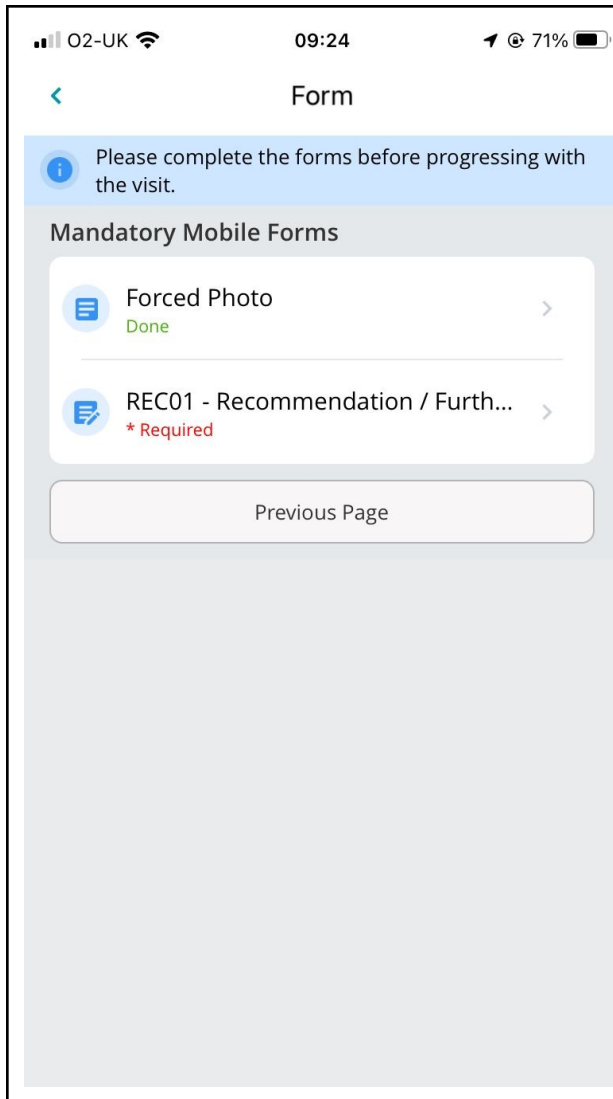 O2-UK 09:24 71%
Form
Please complete the forms before progressing with
the visit.
Mandatory Mobile Forms
Forced Photo
Done
REC01 - Recommendation / Furth...
* Required
Previous Page